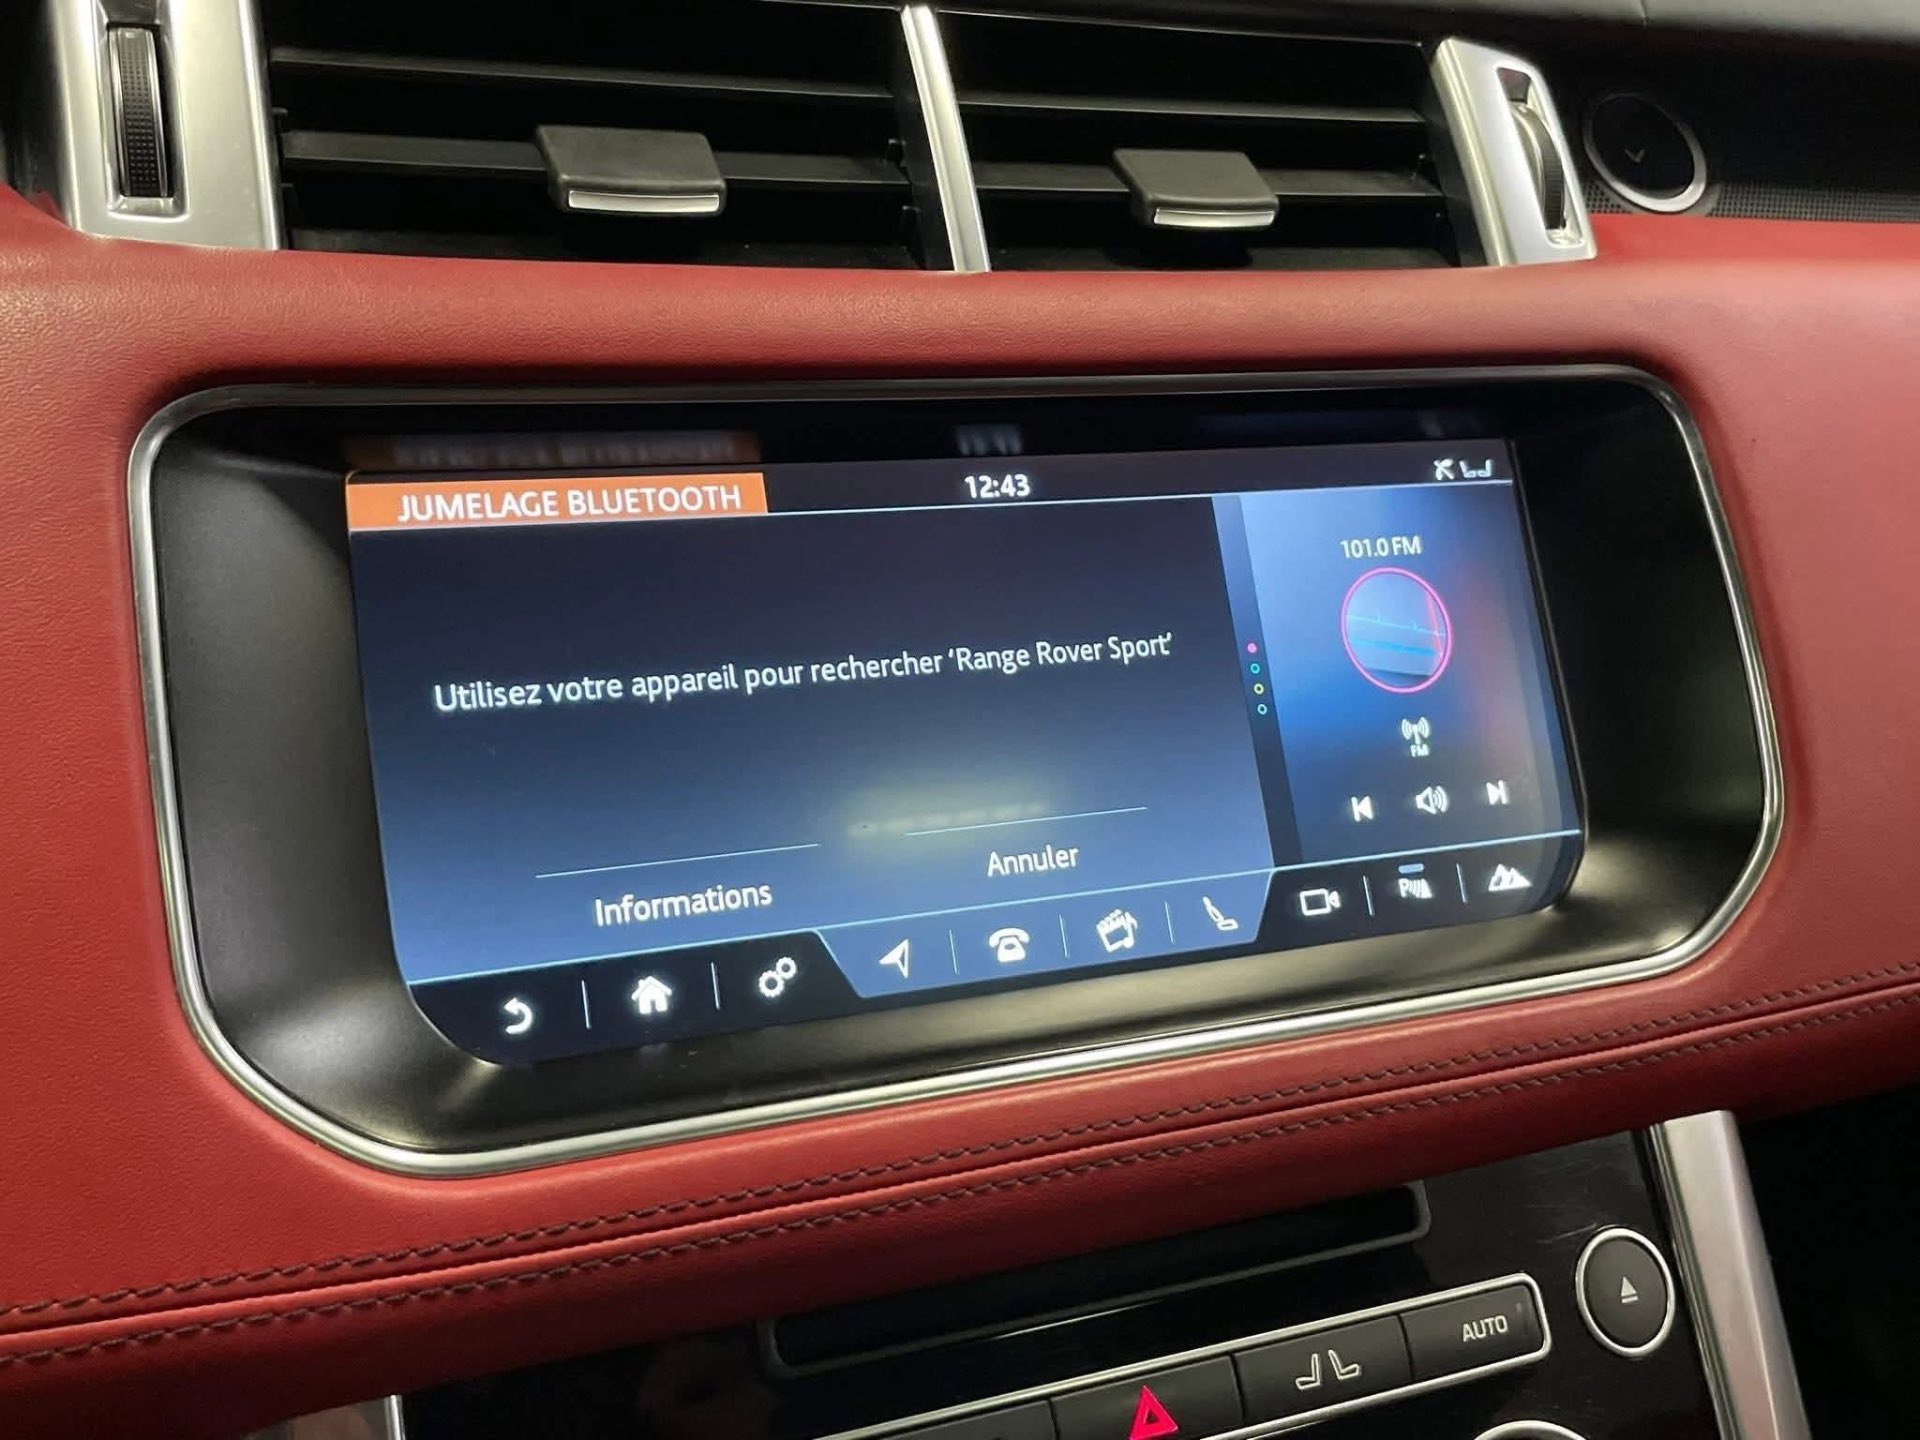 JUMELAGE BLUETOOTH
12:43
101.0 FM
Utilisez votre appareil pour rechercher ‘Range Rover Sport’
FM
Informations
Annuler
P
AUTO